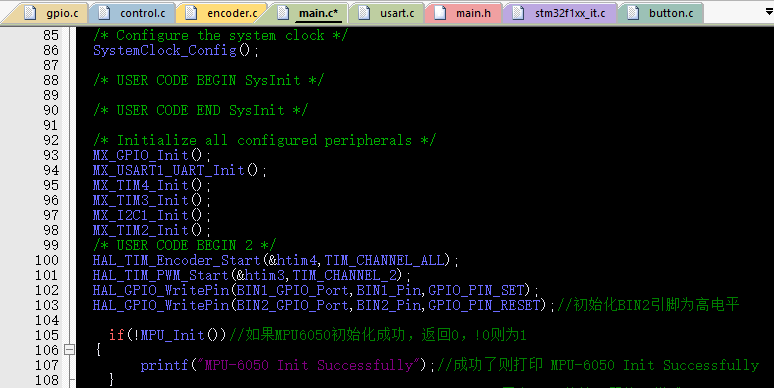 gpio.c control.c encoder.c main.c* usart.c main.h stm32f1xx_it.c button.c
85 /* Configure the system clock */
86 SystemClock_Config();
87
88 /* USER CODE BEGIN SysInit */
89
90 /* USER CODE END SysInit */
91
92 /* Initialize all configured peripherals */
93 MX_GPIO_Init();
94 MX_USART1_UART_Init();
95 MX_TIM4_Init();
96 MX_TIM3_Init();
97 MX_I2C1_Init();
98 MX_TIM2_Init();
99 /* USER CODE BEGIN 2 */
100 HAL_TIM_Encoder_Start(&htim4,TIM_CHANNEL_ALL);
101 HAL_TIM_PWM_Start(&htim3,TIM_CHANNEL_2);
102 HAL_GPIO_WritePin(BIN1_GPIO_Port,BIN1_Pin,GPIO_PIN_SET);
103 HAL_GPIO_WritePin(BIN2_GPIO_Port,BIN2_Pin,GPIO_PIN_RESET);//初始化BIN2引脚为高电平
104
105 if(!MPU_Init())//如果MPU6050初始化成功，返回0，!0则为1
106 {
107 printf("MPU-6050 Init Successfully");//成功了则打印 MPU-6050 Init Successfully
108 }